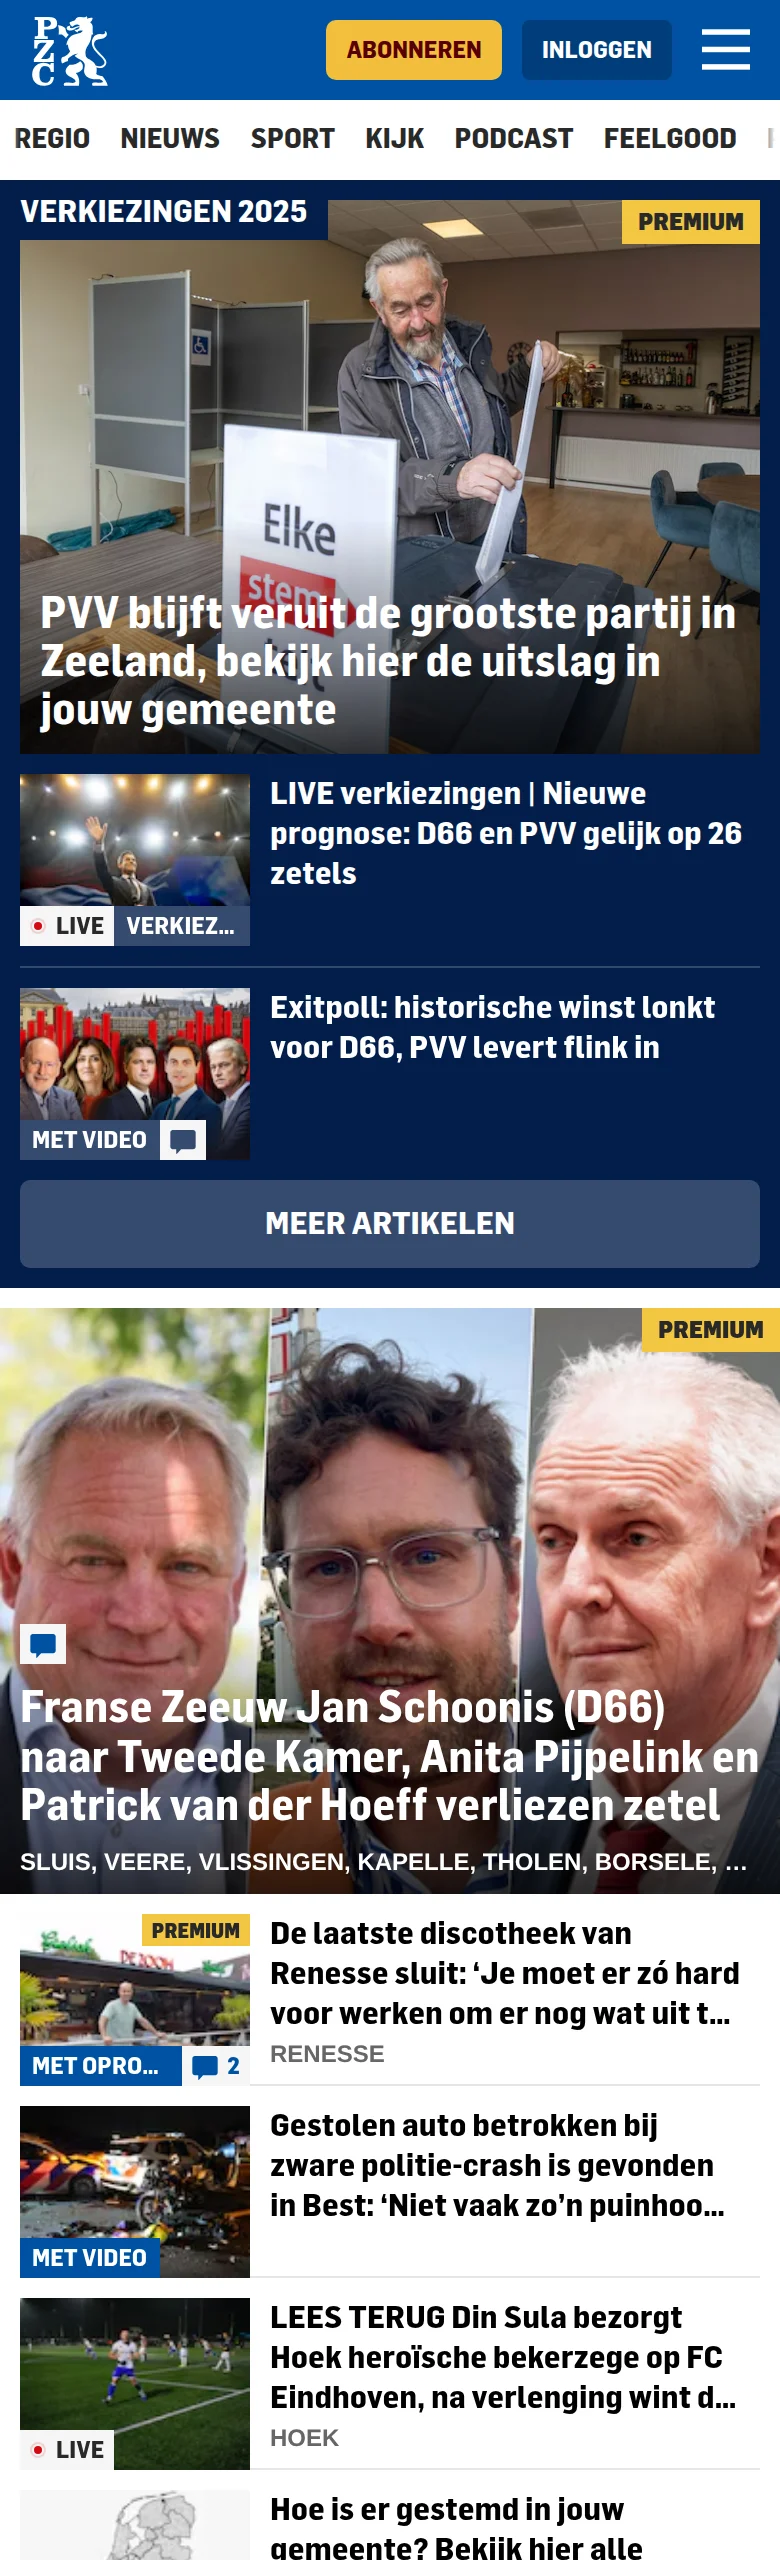 PZC
ABONNEREN
INLOGGEN
REGIO NIEUWS SPORT KIJK PODCAST FEELGOOD
VERKIEZINGEN 2025
PREMIUM
Elke
stem
PVV blijft veruit de grootste partij in
Zeeland, bekijk hier de uitslag in
jouw gemeente
LIVE verkiezingen | Nieuwe
prognose: D66 en PVV gelijk op 26
zetels
LIVE VERKIEZ...
Exitpoll: historische winst lonkt
voor D66, PVV levert flink in
MET VIDEO
MEER ARTIKELEN
PREMIUM
Franse Zeeuw Jan Schoonis (D66)
naar Tweede Kamer, Anita Pijpelink en
Patrick van der Hoeff verliezen zetel
SLUIS, VEERE, VLISSINGEN, KAPELLE, THOLEN, BORSELE, ...
PREMIUM
De laatste discotheek van
Renesse sluit: ‘Je moet er zó hard
voor werken om er nog wat uit t...
RENESSE
MET OPRO... 2
Gestolen auto betrokken bij
zware politie-crash is gevonden
in Best: ‘Niet vaak zo’n puinhoo...
MET VIDEO
LEES TERUG Din Sula bezorgt
Hoek heroïsche bekerzege op FC
Eindhoven, na verlenging wint d...
HOEK
LIVE
Hoe is er gestemd in jouw
gemeente? Bekijk hier alle